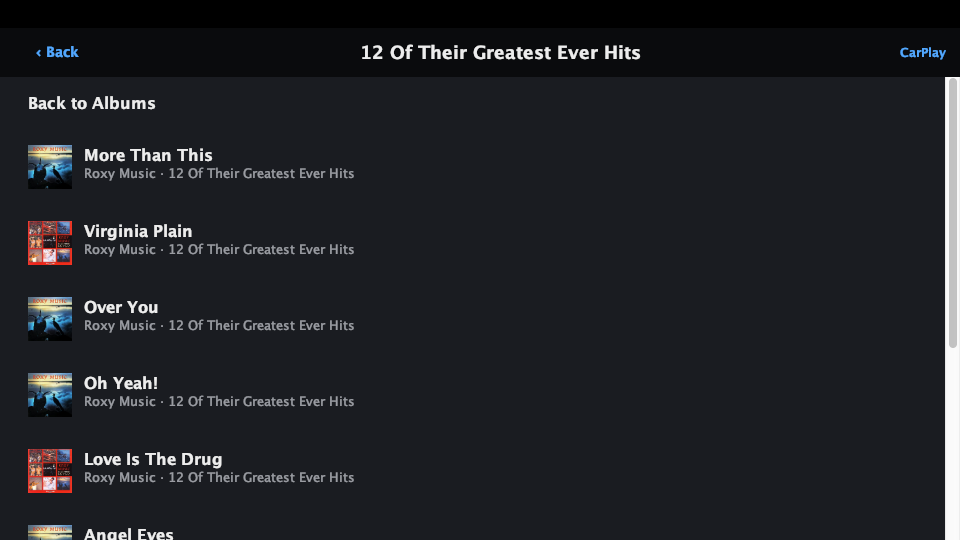 ‹ Back
12 Of Their Greatest Ever Hits
CarPlay
Back to Albums
More Than This
Roxy Music · 12 Of Their Greatest Ever Hits
Virginia Plain
Roxy Music · 12 Of Their Greatest Ever Hits
Over You
Roxy Music · 12 Of Their Greatest Ever Hits
Oh Yeah!
Roxy Music · 12 Of Their Greatest Ever Hits
Love Is The Drug
Roxy Music · 12 Of Their Greatest Ever Hits
Angel Eyes